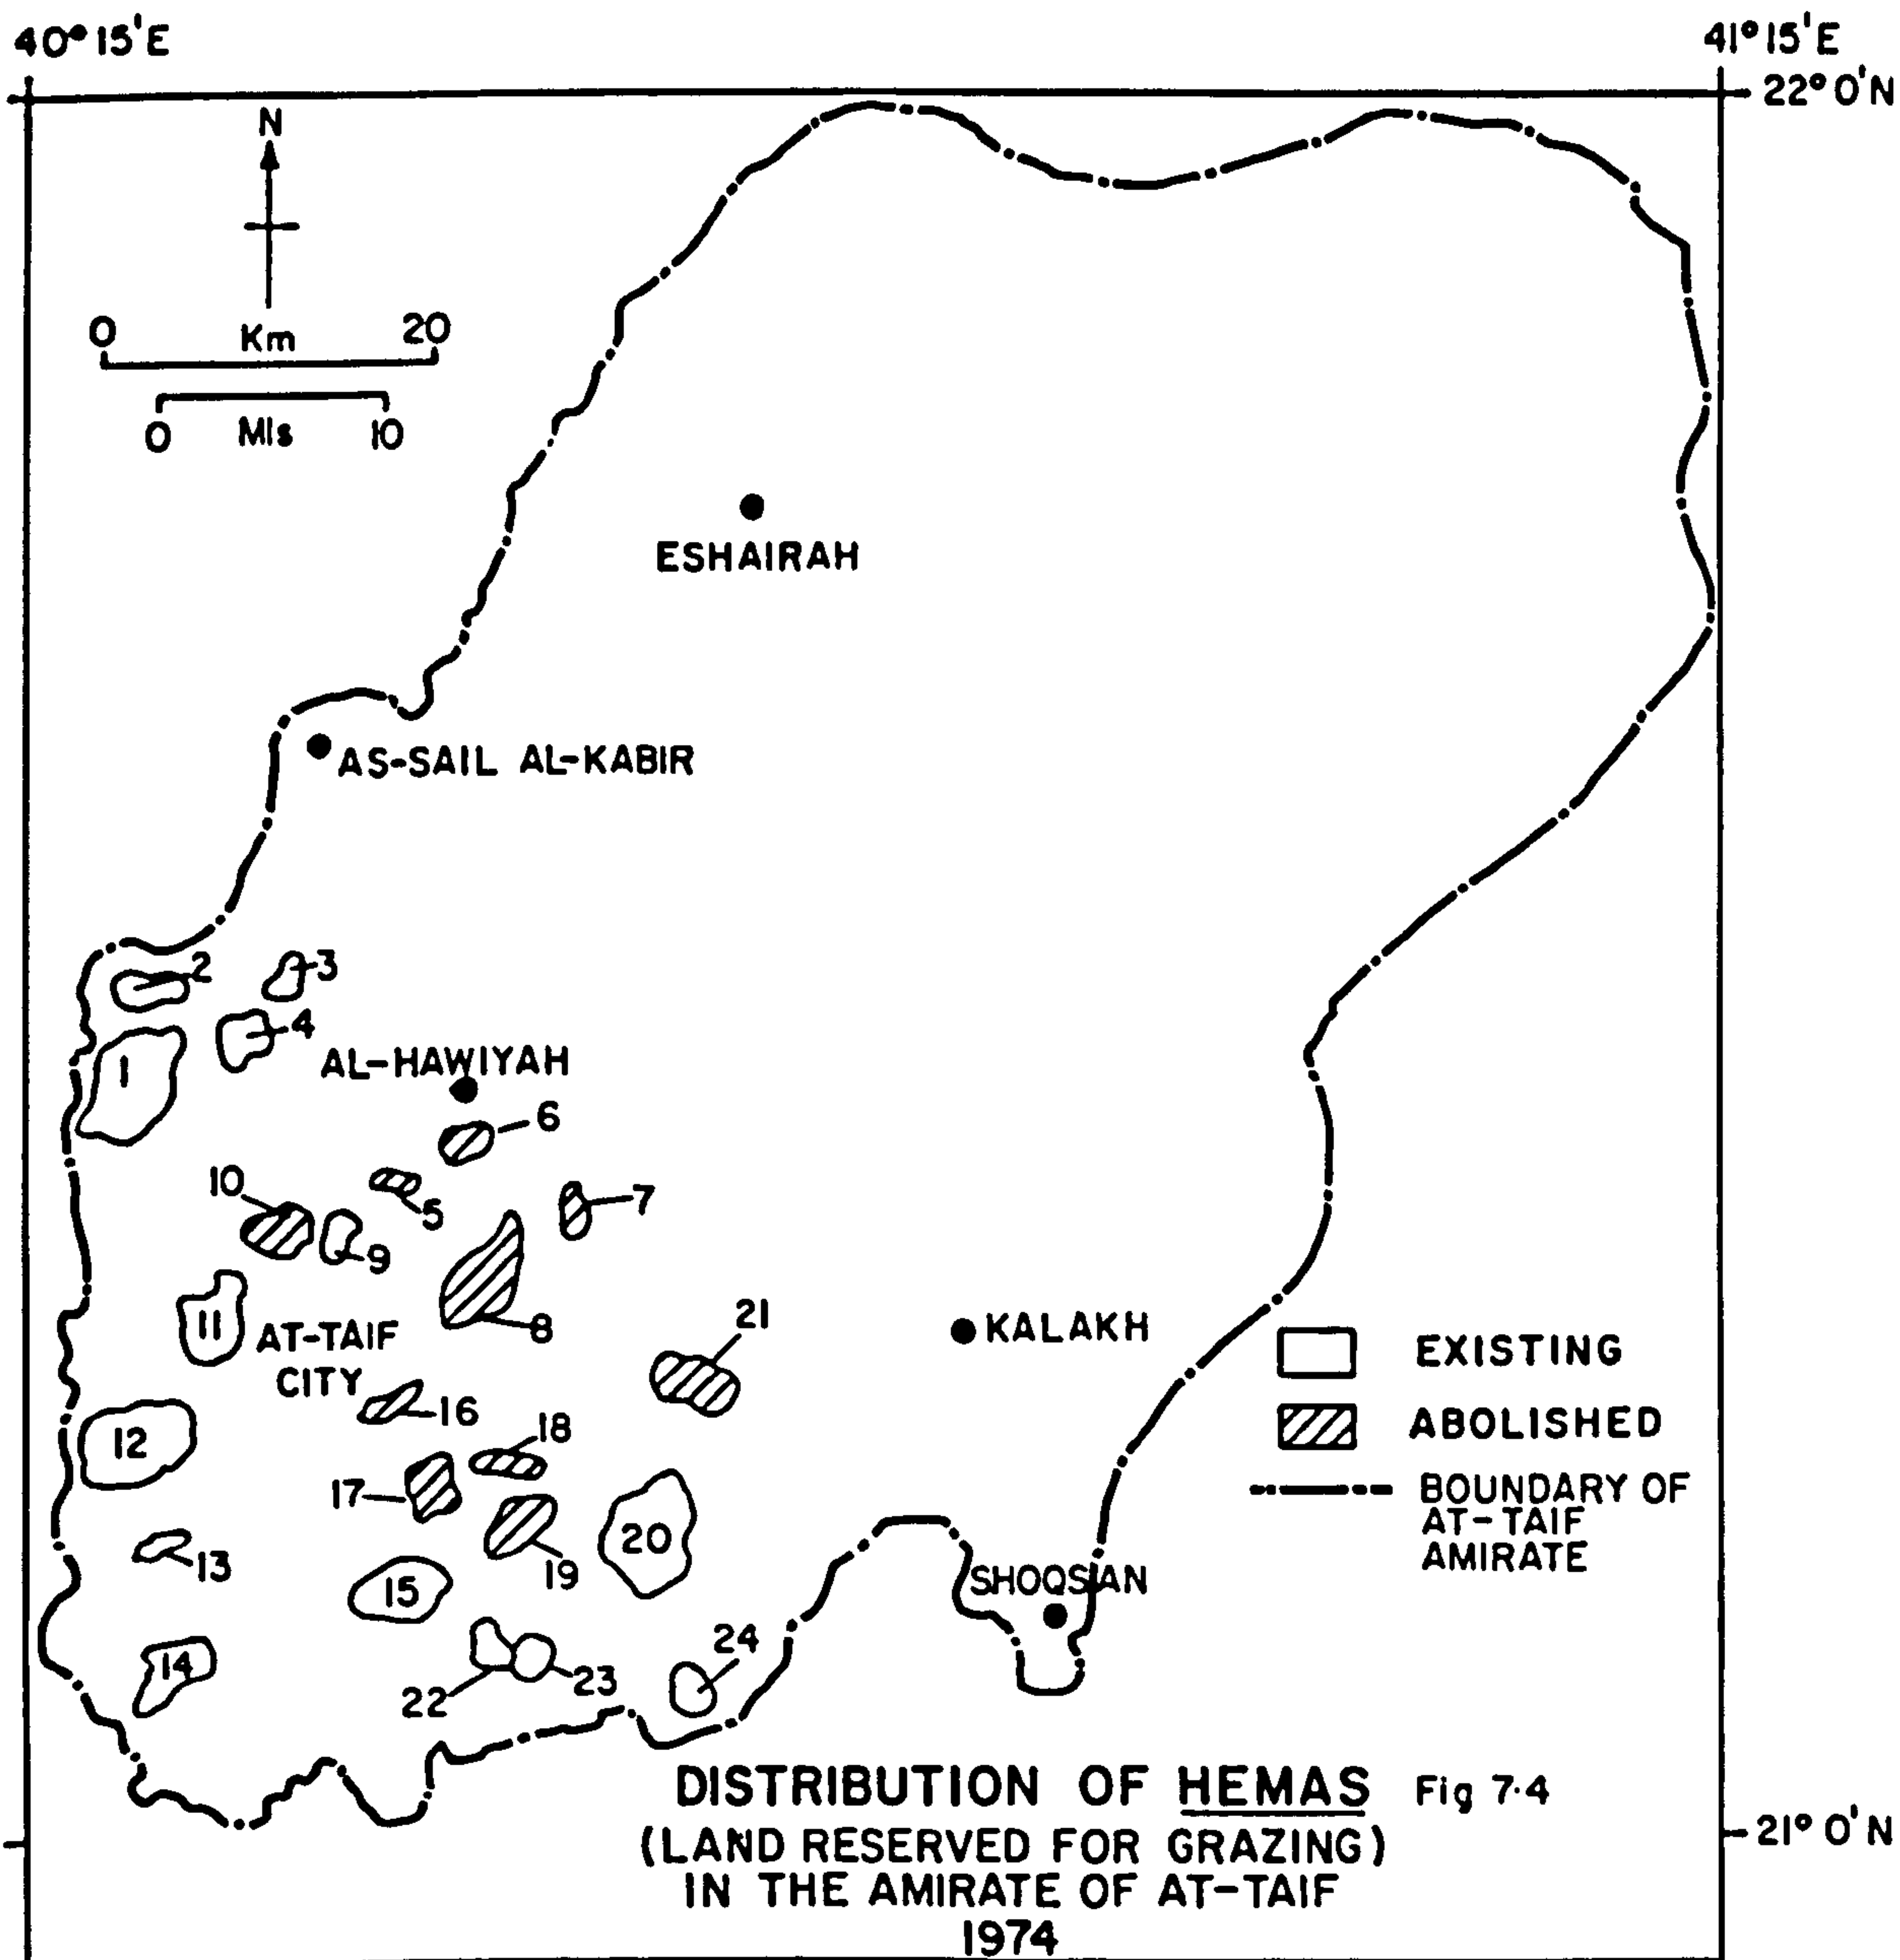 40°15'E
41°15'E
22°0'N
N
0 Km 20
0 Mls 10
ESHAIRAH
AS-SAIL AL-KABIR
2
3
4
1
AL-HAWIYAH
6
10
5
7
9
8
21
11
AT-TAIF
CITY
KALAKH
16
12
18
17
20
19
13
15
14
22
23
24
SHOQSAN
EXISTING
ABOLISHED
BOUNDARY OF
AT-TAIF
AMIRATE
DISTRIBUTION OF HEMAS Fig 7·4
(LAND RESERVED FOR GRAZING)
IN THE AMIRATE OF AT-TAIF
1974
21°0'N